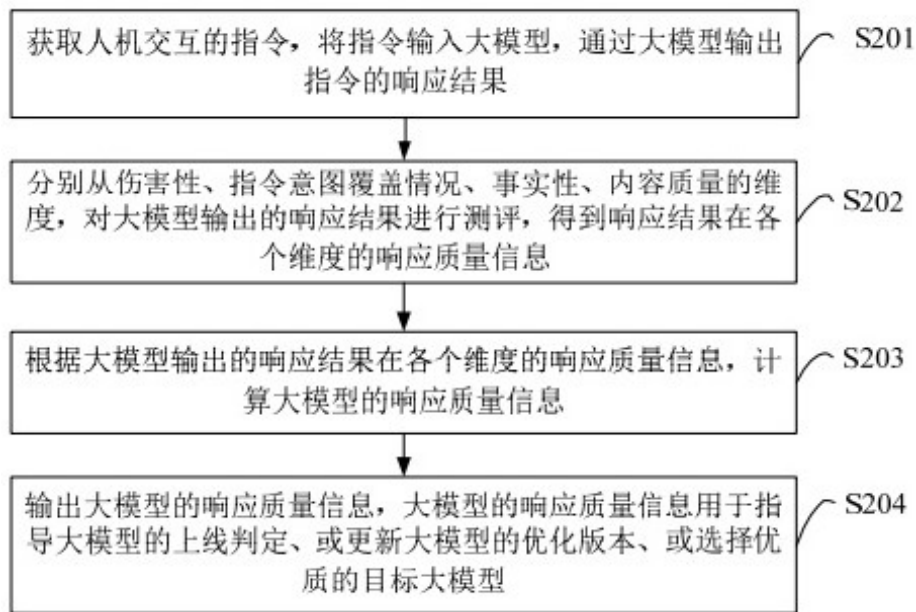 获取人机交互的指令，将指令输入大模型，通过大模型输出
指令的响应结果
S201
分别从伤害性、指令意图覆盖情况、事实性、内容质量的维
度，对大模型输出的响应结果进行测评，得到响应结果在各
个维度的响应质量信息
S202
根据大模型输出的响应结果在各个维度的响应质量信息，计
算大模型的响应质量信息
S203
输出大模型的响应质量信息，大模型的响应质量信息用于指
导大模型的上线判定、或更新大模型的优化版本、或选择优
质的目标大模型
S204